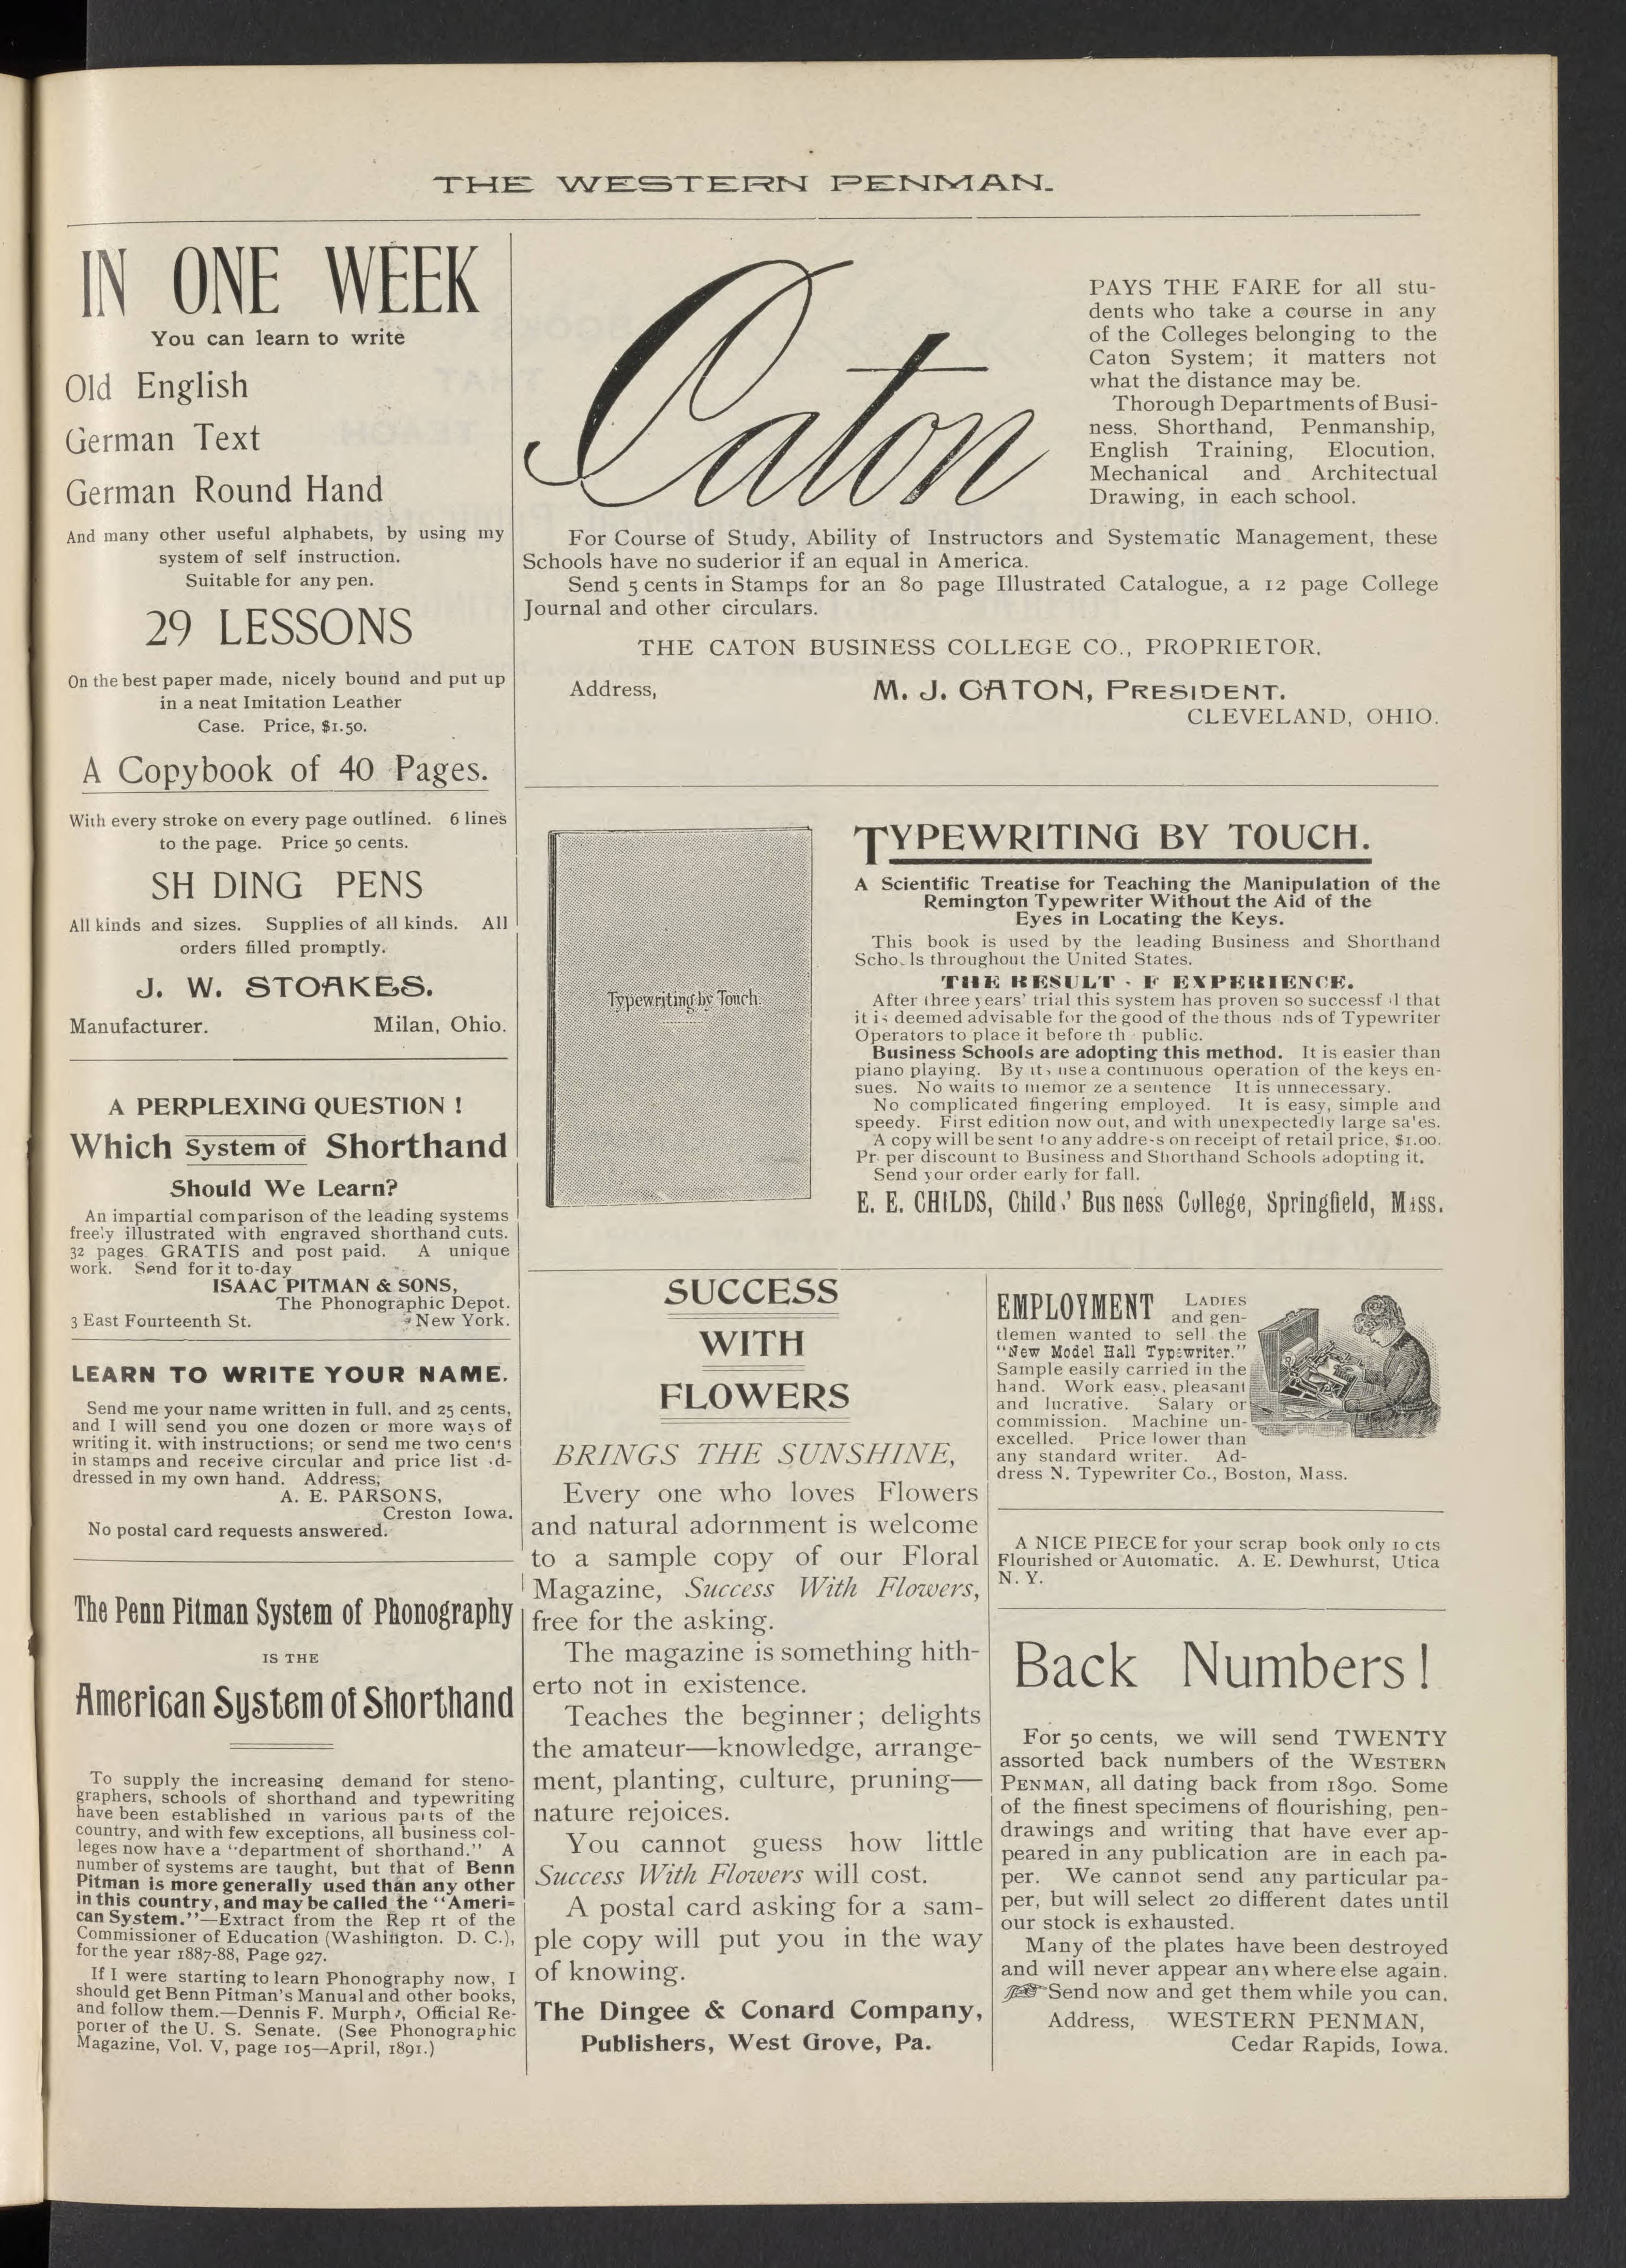 THE WESTERN PENMAN.
IN ONE WEEK
You can learn to write
Old English
German Text
German Round Hand
And many other useful alphabets, by using my
system of self instruction.
Suitable for any pen.
29 LESSONS
On the best paper made, nicely bound and put up
in a neat Imitation Leather
Case. Price, $1.50.
A Copybook of 40 Pages.
With every stroke on every page outlined. 6 lines
to the page. Price 50 cents.
SH DING PENS
All kinds and sizes. Supplies of all kinds. All
orders filled promptly.
J. W. STOAKES.
Manufacturer. Milan, Ohio.
A PERPLEXING QUESTION !
Which System of Shorthand
Should We Learn?
An impartial comparison of the leading systems
freely illustrated with engraved shorthand cuts.
32 pages GRATIS and post paid. A unique
work. Send for it to-day
ISAAC PITMAN & SONS,
The Phonographic Depot.
3 East Fourteenth St. New York.
LEARN TO WRITE YOUR NAME.
Send me your name written in full, and 25 cents,
and I will send you one dozen or more ways of
writing it. with instructions; or send me two cents
in stamps and receive circular and price list .d-
dressed in my own hand. Address,
A. E. PARSONS,
Creston Iowa.
No postal card requests answered.
The Penn Pitman System of Phonography
IS THE
American System of Shorthand
To supply the increasing demand for steno-
graphers, schools of shorthand and typewriting
have been established in various parts of the
country, and with few exceptions, all business col-
leges now have a "department of shorthand." A
number of systems are taught, but that of Benn
Pitman is more generally used than any other
in this country, and may be called the "Ameri-
can System."—Extract from the Rep rt of the
Commissioner of Education (Washington. D. C.),
for the year 1887-88, Page 927.
If I were starting to learn Phonography now, I
should get Benn Pitman's Manual and other books,
and follow them.—Dennis F. Murphy, Official Re-
porter of the U. S. Senate. (See Phonographic
Magazine, Vol. V, page 105—April, 1891.)
Caton
PAYS THE FARE for all stu-
dents who take a course in any
of the Colleges belonging to the
Caton System; it matters not
what the distance may be.
Thorough Departments of Busi-
ness, Shorthand, Penmanship,
English Training, Elocution,
Mechanical and Architectual
Drawing, in each school.
For Course of Study, Ability of Instructors and Systematic Management, these
Schools have no suderior if an equal in America.
Send 5 cents in Stamps for an 80 page Illustrated Catalogue, a 12 page College
Journal and other circulars.
THE CATON BUSINESS COLLEGE CO., PROPRIETOR.
Address, M. J. CATON, PRESIDENT.
CLEVELAND, OHIO.
Typewriting by Touch.
TYPEWRITING BY TOUCH.
A Scientific Treatise for Teaching the Manipulation of the
Remington Typewriter Without the Aid of the
Eyes in Locating the Keys.
This book is used by the leading Business and Shorthand
Scho ls throughout the United States.
THE RESULT F EXPERIENCE.
After three years' trial this system has proven so successf l that
it is deemed advisable for the good of the thous nds of Typewriter
Operators to place it before th public.
Business Schools are adopting this method. It is easier than
piano playing. By its use a continuous operation of the keys en-
sues. No waits to memor ze a sentence It is unnecessary.
No complicated fingering employed. It is easy, simple and
speedy. First edition now out, and with unexpectedly large sales.
A copy will be sent to any addre-s on receipt of retail price, $1.00.
Pr. per discount to Business and Shorthand Schools adopting it.
Send your order early for fall.
E. E. CHILDS, Childs' Bus ness College, Springfield, Mass.
SUCCESS
WITH
FLOWERS
BRINGS THE SUNSHINE,
Every one who loves Flowers
and natural adornment is welcome
to a sample copy of our Floral
Magazine, Success With Flowers,
free for the asking.
The magazine is something hith-
erto not in existence.
Teaches the beginner; delights
the amateur—knowledge, arrange-
ment, planting, culture, pruning—
nature rejoices.
You cannot guess how little
Success With Flowers will cost.
A postal card asking for a sam-
ple copy will put you in the way
of knowing.
The Dingee & Conard Company,
Publishers, West Grove, Pa.
EMPLOYMENT LADIES
and gen-
tlemen wanted to sell the
"New Model Hall Typewriter."
Sample easily carried in the
hand. Work easy, pleasant
and lucrative. Salary or
commission. Machine un-
excelled. Price lower than
any standard writer. Ad-
dress N. Typewriter Co., Boston, Mass.
A NICE PIECE for your scrap book only 10 cts
Flourished or Automatic. A. E. Dewhurst, Utica
N. Y.
Back Numbers!
For 50 cents, we will send TWENTY
assorted back numbers of the WESTERN
PENMAN, all dating back from 1890. Some
of the finest specimens of flourishing, pen-
drawings and writing that have ever ap-
peared in any publication are in each pa-
per. We cannot send any particular pa-
per, but will select 20 different dates until
our stock is exhausted.
Many of the plates have been destroyed
and will never appear anywhere else again.
Send now and get them while you can.
Address, WESTERN PENMAN,
Cedar Rapids, Iowa.